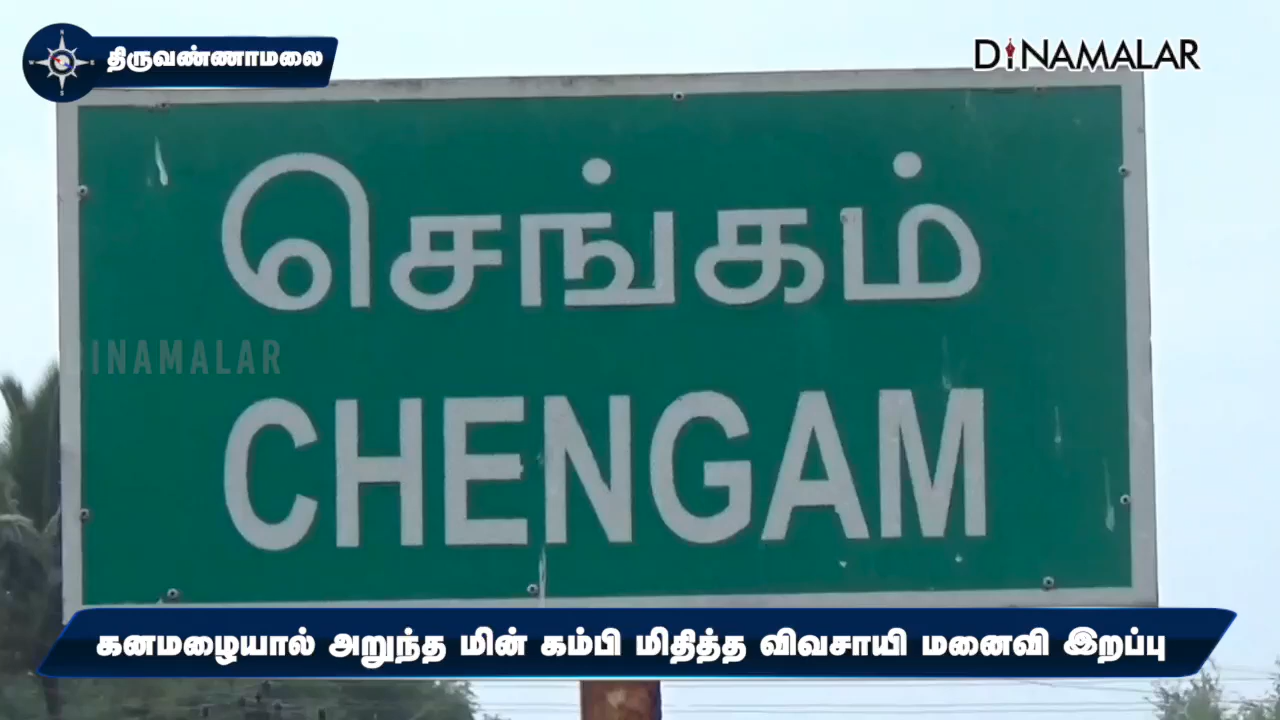 திருவண்ணாமலை
DINAMALAR
செங்கம்
DINAMALAR
CHENGAM
கனமழையால் அறுந்த மின் கம்பி மிதித்த விவசாயி மனைவி இறப்பு